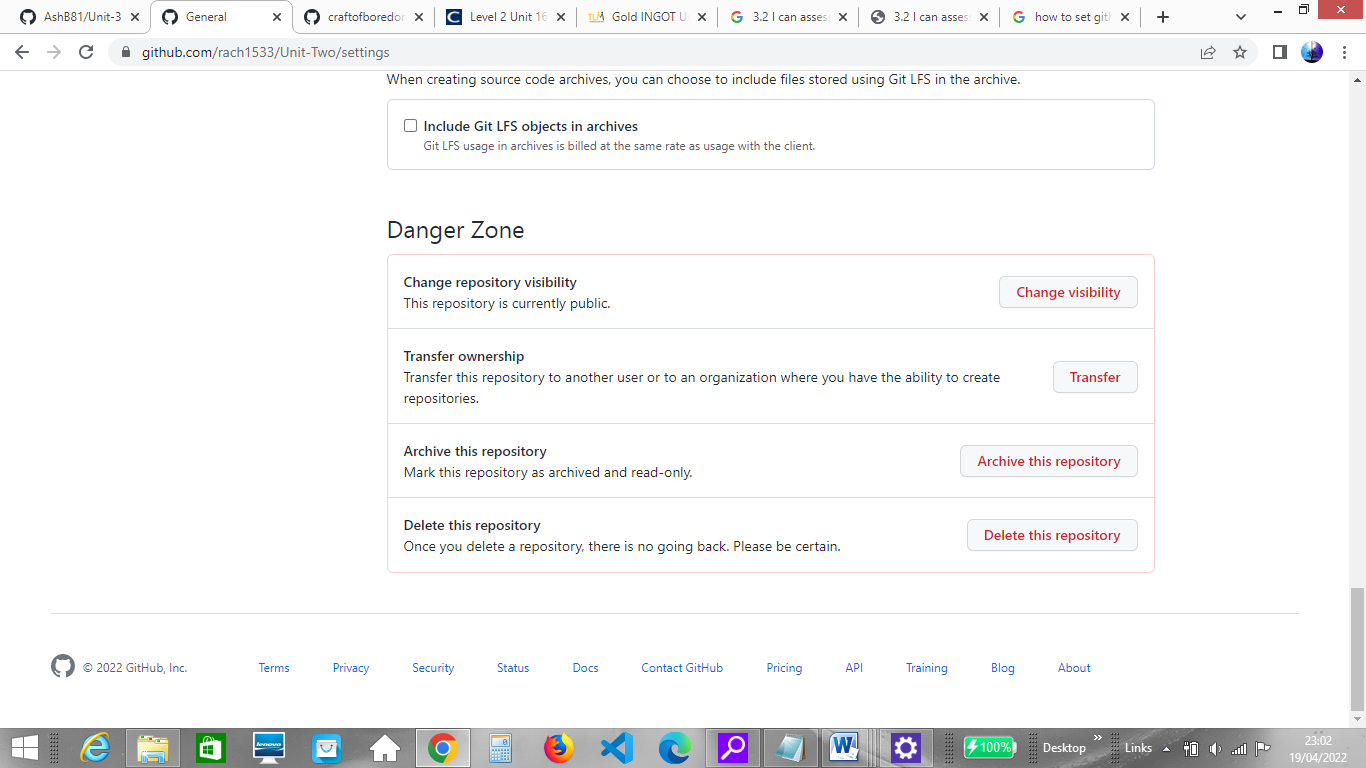 AshB81/Unit-3
General
craftofboredor
Level 2 Unit 16
TLM Gold INGOT U
3.2 I can asses
3.2 I can asses
how to set gitl
github.com/rach1533/Unit-Two/settings
When creating source code archives, you can choose to include files stored using Git LFS in the archive.
Include Git LFS objects in archives
Git LFS usage in archives is billed at the same rate as usage with the client.
Danger Zone
Change repository visibility
This repository is currently public.
Change visibility
Transfer ownership
Transfer this repository to another user or to an organization where you have the ability to create
repositories.
Transfer
Archive this repository
Mark this repository as archived and read-only.
Archive this repository
Delete this repository
Once you delete a repository, there is no going back. Please be certain.
Delete this repository
© 2022 GitHub, Inc.
Terms
Privacy
Security
Status
Docs
Contact GitHub
Pricing
API
Training
Blog
About
lenovo
100%
Desktop
Links
23:02
19/04/2022